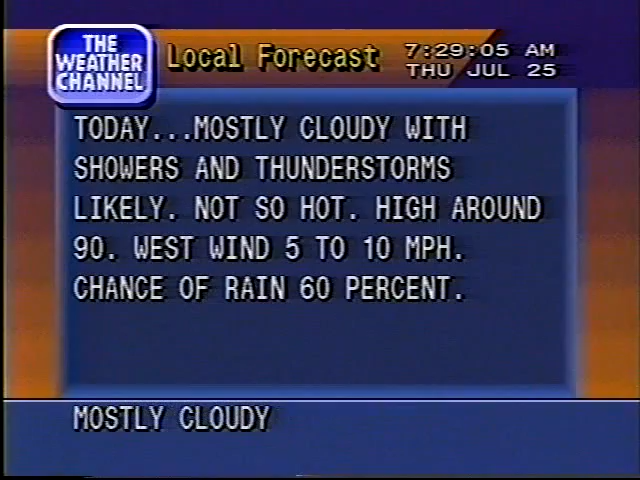 THE
WEATHER
CHANNEL
Local Forecast
7:29:05 AM
THU JUL 25
TODAY...MOSTLY CLOUDY WITH
SHOWERS AND THUNDERSTORMS
LIKELY. NOT SO HOT. HIGH AROUND
90. WEST WIND 5 TO 10 MPH.
CHANCE OF RAIN 60 PERCENT.
MOSTLY CLOUDY